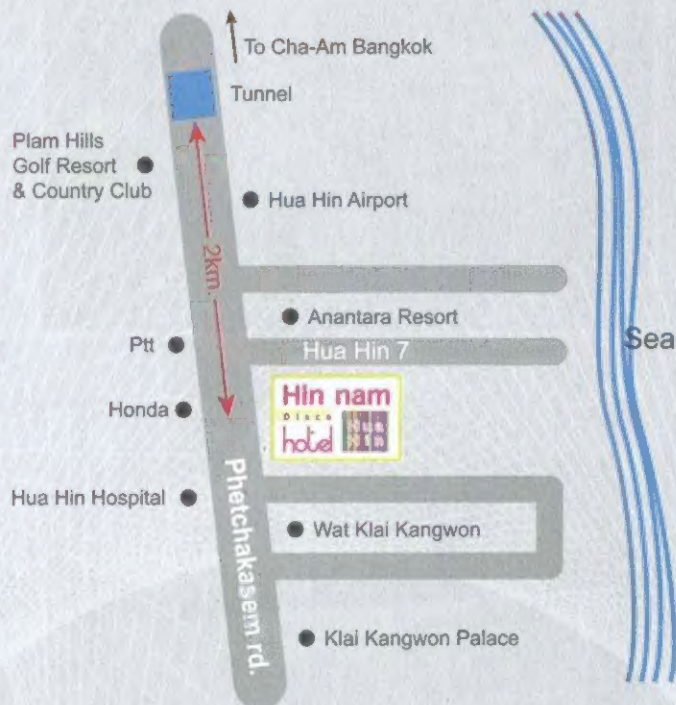 To Cha-Am Bangkok
Tunnel
Plam Hills
Golf Resort
& Country Club
Hua Hin Airport
2km.
Anantara Resort
Ptt
Hua Hin 7
Sea
Honda
Hin nam
Disco
hotel
Hua
Hin
Hua Hin Hospital
Wat Klai Kangwon
Phetchakasem rd.
Klai Kangwon Palace